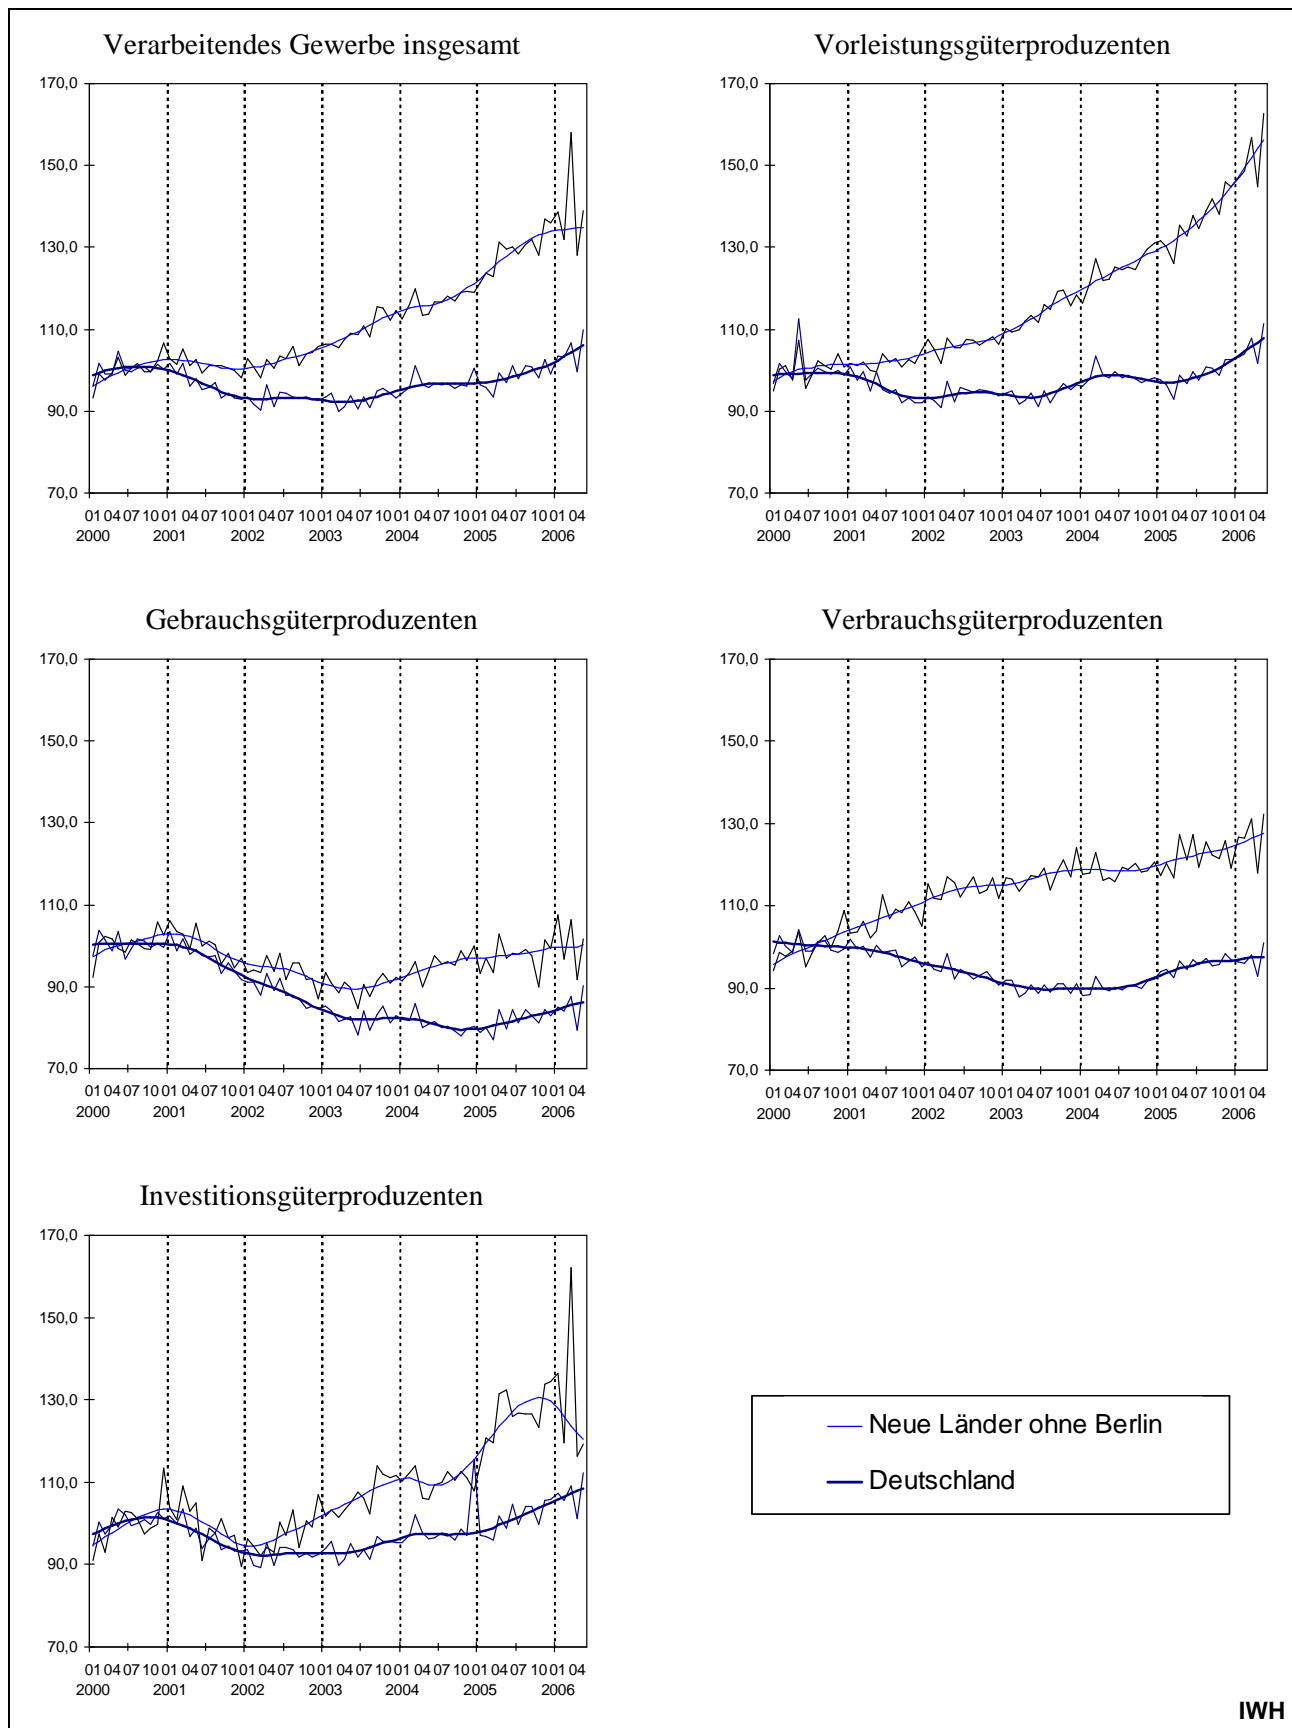 Verarbeitendes Gewerbe insgesamt
170,0
150,0
130,0
110,0
90,0
70,0
01 04 07 10 01 04 07 10 01 04 07 10 01 04 07 10 01 04 07 10 01 04 07 10 01 04
2000 2001 2002 2003 2004 2005 2006
Vorleistungsgüterproduzenten
170,0
150,0
130,0
110,0
90,0
70,0
01 04 07 10 01 04 07 10 01 04 07 10 01 04 07 10 01 04 07 10 01 04 07 10 01 04
2000 2001 2002 2003 2004 2005 2006
Gebrauchsgüterproduzenten
170,0
150,0
130,0
110,0
90,0
70,0
01 04 07 10 01 04 07 10 01 04 07 10 01 04 07 10 01 04 07 10 01 04 07 10 01 04
2000 2001 2002 2003 2004 2005 2006
Verbrauchsgüterproduzenten
170,0
150,0
130,0
110,0
90,0
70,0
01 04 07 10 01 04 07 10 01 04 07 10 01 04 07 10 01 04 07 10 01 04 07 10 01 04
2000 2001 2002 2003 2004 2005 2006
Investitionsgüterproduzenten
170,0
150,0
130,0
110,0
90,0
70,0
01 04 07 10 01 04 07 10 01 04 07 10 01 04 07 10 01 04 07 10 01 04 07 10 01 04
2000 2001 2002 2003 2004 2005 2006
Neue Länder ohne Berlin
Deutschland
IWH